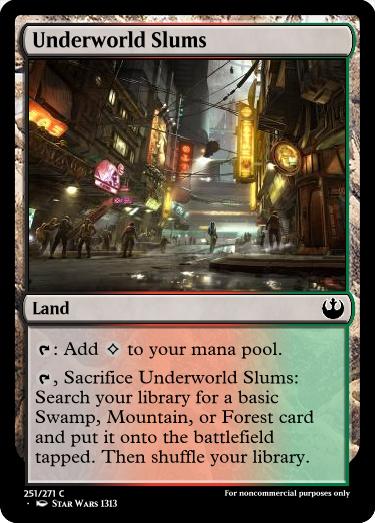 Underworld Slums
Land
: Add to your mana pool.
, Sacrifice Underworld Slums:
Search your library for a basic
Swamp, Mountain, or Forest card
and put it onto the battlefield
tapped. Then shuffle your library.
251/271 C
For noncommercial purposes only
· Star Wars 1313